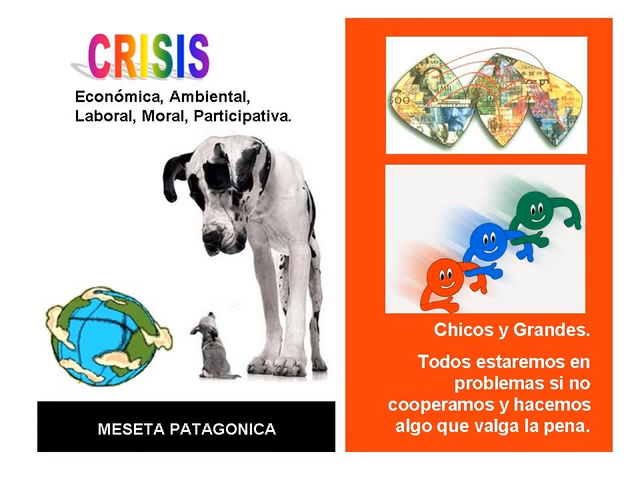 CRISIS
Económica, Ambiental,
Laboral, Moral, Participativa.
MESETA PATAGONICA
Chicos y Grandes.
Todos estaremos en
problemas si no
cooperamos y hacemos
algo que valga la pena.